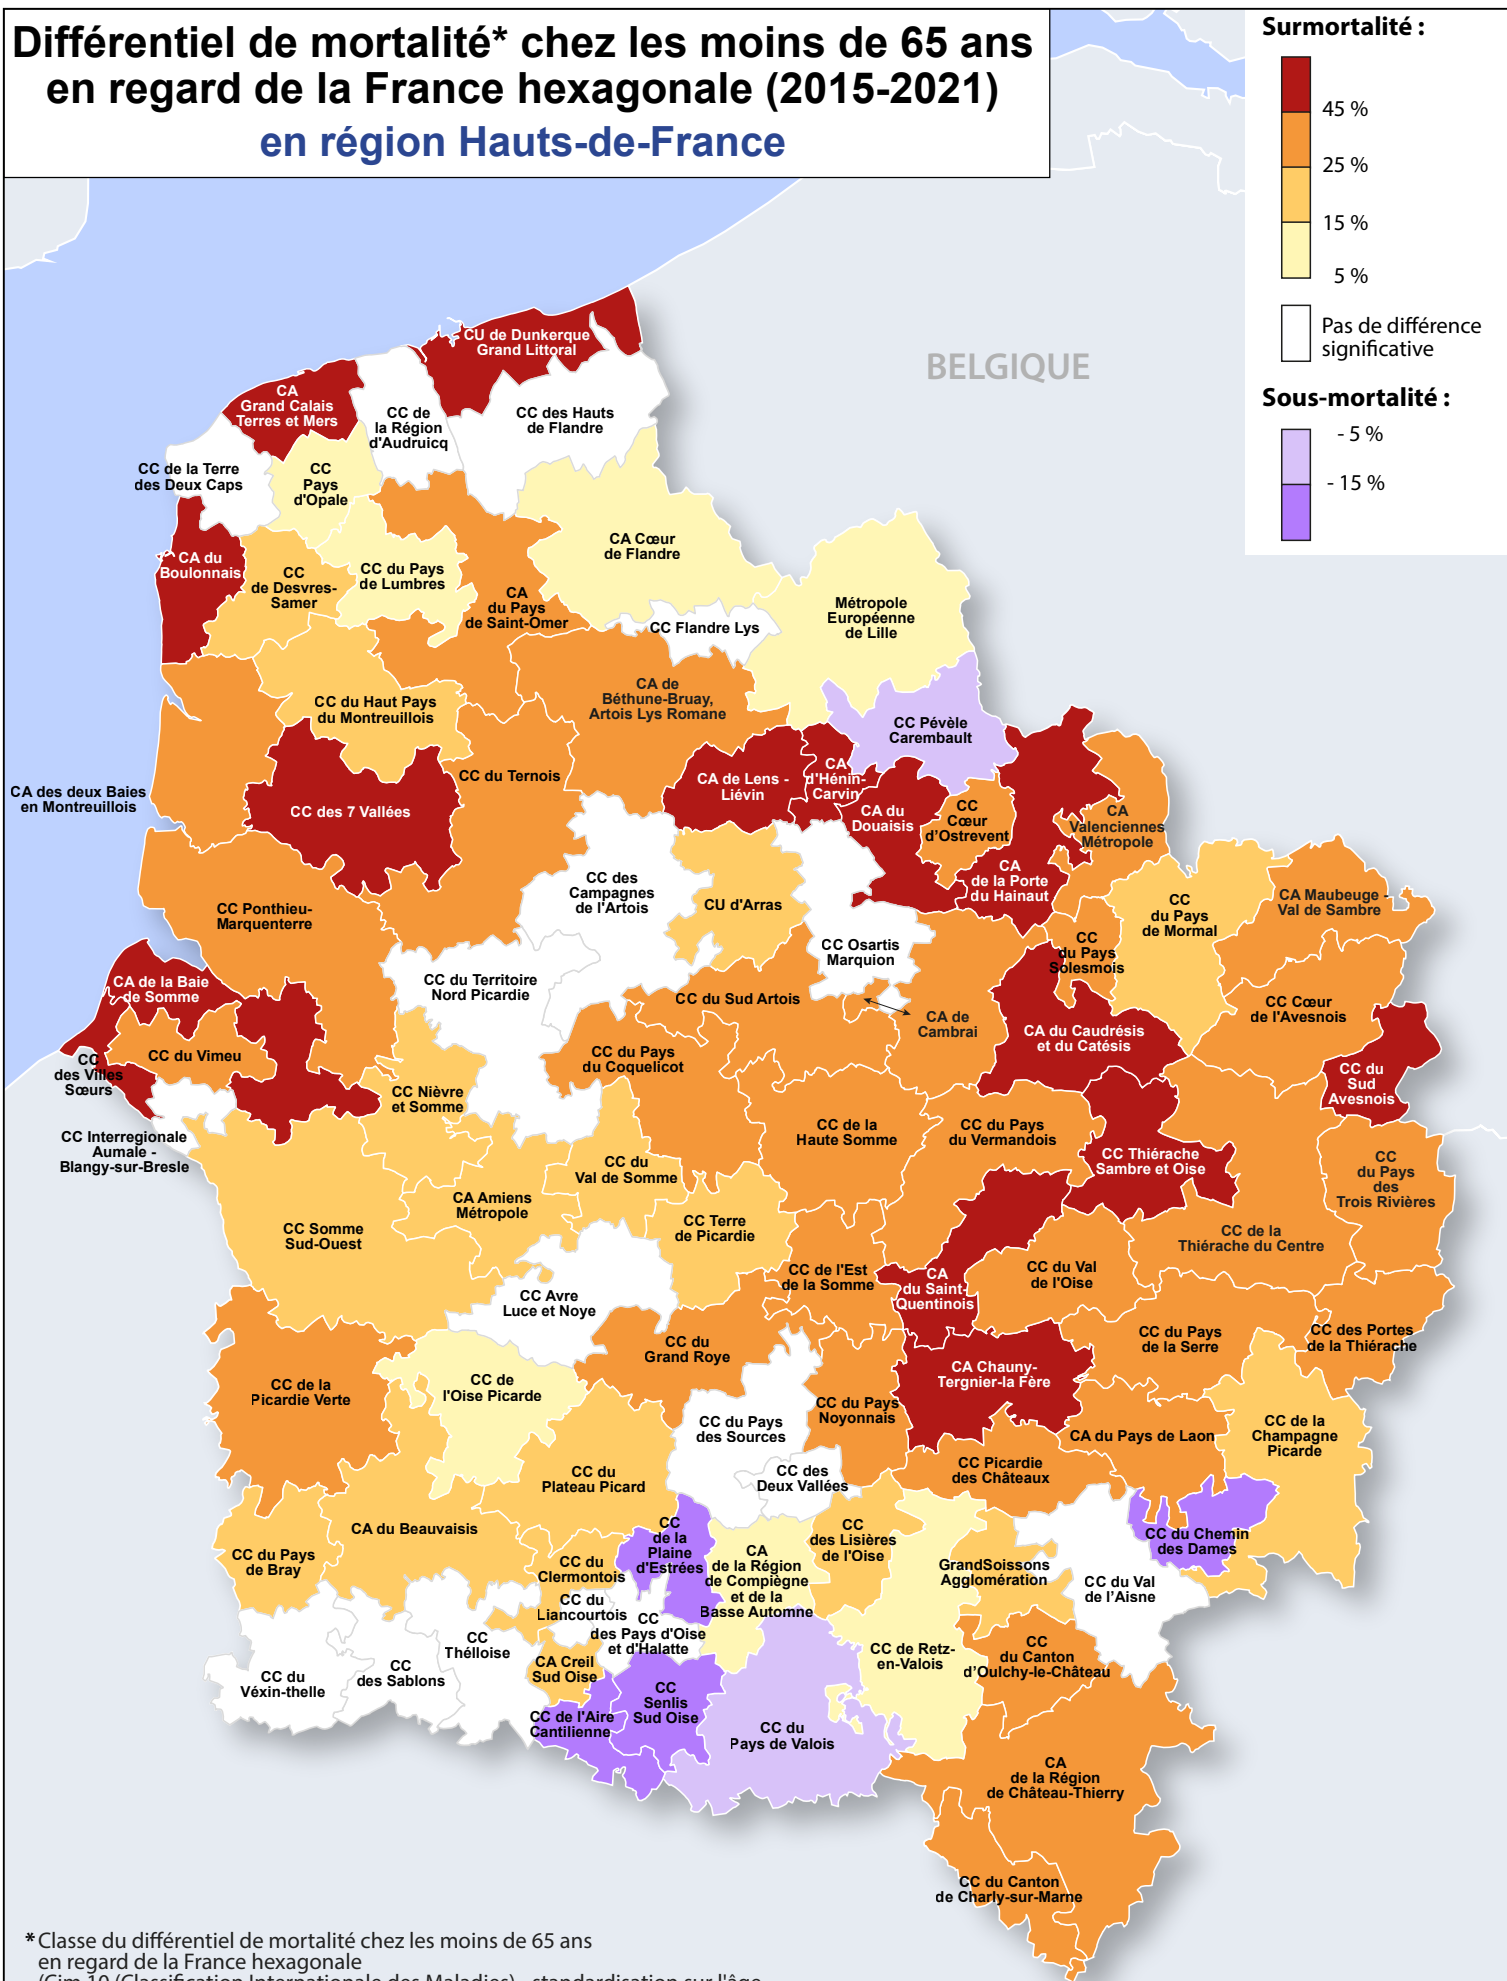 Différentiel de mortalité* chez les moins de 65 ans
en regard de la France hexagonale (2015-2021)
en région Hauts-de-France
Surmortalité :
45 %
25 %
15 %
5 %
Pas de différence
significative
Sous-mortalité :
- 5 %
- 15 %
BELGIQUE
CU de Dunkerque
Grand Littoral
CA
Grand Calais
Terres et Mers
CC de
la Région
d'Audruicq
CC des Hauts
de Flandre
CC de la Terre
des Deux Caps
CC
Pays
d'Opale
CA Cœur
de Flandre
CA du
Boulonnais
CC
de Desvres-
Samer
CC du Pays
de Lumbres
CA
du Pays
de Saint-Omer
CC Flandre Lys
Métropole
Européenne
de Lille
CC du Haut Pays
du Montreuillois
CA de
Béthune-Bruay,
Artois Lys Romane
CC Pévèle
Carembault
CA des deux Baies
en Montreuillois
CC des 7 Vallées
CC du Ternois
CA de Lens -
Liévin
CA
d'Hénin-
Carvin
CA du
Douaisis
CC
Cœur
d'Ostrevent
CA
Valenciennes
Métropole
CA
de la Porte
du Hainaut
CC des
Campagnes
de l'Artois
CU d'Arras
CC Osartis
Marquion
CC
du Pays
Solesmois
CC
du Pays
de Mormal
CA Maubeuge -
Val de Sambre
CC Ponthieu-
Marquenterre
CA de la Baie
de Somme
CC du Territoire
Nord Picardie
CC du Sud Artois
CA de
Cambrai
CA du Caudrésis
et du Catésis
CC Cœur
de l'Avesnois
CC du
Sud
Avesnois
CC du Vimeu
CC
des Villes
Sœurs
CC Nièvre
et Somme
CC du Pays
du Coquelicot
CC Interregionale
Aumale -
Blangy-sur-Bresle
CC de la
Haute Somme
CC du Pays
du Vermandois
CC Thiérache
Sambre et Oise
CC
du Pays
des
Trois Rivières
CC du
Val de Somme
CA Amiens
Métropole
CC Somme
Sud-Ouest
CC Terre
de Picardie
CC de la
Thiérache du Centre
CC de l'Est
de la Somme
CA
du Saint-
Quentinois
CC du Val
de l'Oise
CC Avre
Luce et Noye
CC du
Grand Roye
CC du Pays
de la Serre
CC des Portes
de la Thiérache
CC de la
Picardie Verte
CC de
l'Oise Picarde
CA Chauny-
Tergnier-la Fère
CC du Pays
Noyonnais
CC du Pays
des Sources
CA du Pays de Laon
CC de la
Champagne
Picarde
CC du
Plateau Picard
CC des
Deux Vallées
CC Picardie
des Châteaux
CA du Beauvaisis
CC du Pays
de Bray
CC
de la
Plaine
d'Estrées
CC
des Lisières
de l'Oise
CC du Chemin
des Dames
CC du
Clermontois
CA
de la Région
de Compiègne
et de la
Basse Automne
GrandSoissons
Agglomération
CC du Val
de l'Aisne
CC du
Liancourtois
CC
des Pays d'Oise
et d'Halatte
CC
Thélloise
CC
des Sablons
CC du
Véxin-thelle
CA Creil
Sud Oise
CC de Retz-
en-Valois
CC
du Canton
d'Oulchy-le-Château
CC
Senlis
Sud Oise
CC de l'Aire
Cantilienne
CC du
Pays de Valois
CA
de la Région
de Château-Thierry
CC du Canton
de Charly-sur-Marne
* Classe du différentiel de mortalité chez les moins de 65 ans
en regard de la France hexagonale
(Cim 10 (Classification Internationale des Maladies) - standardisation sur l'âge